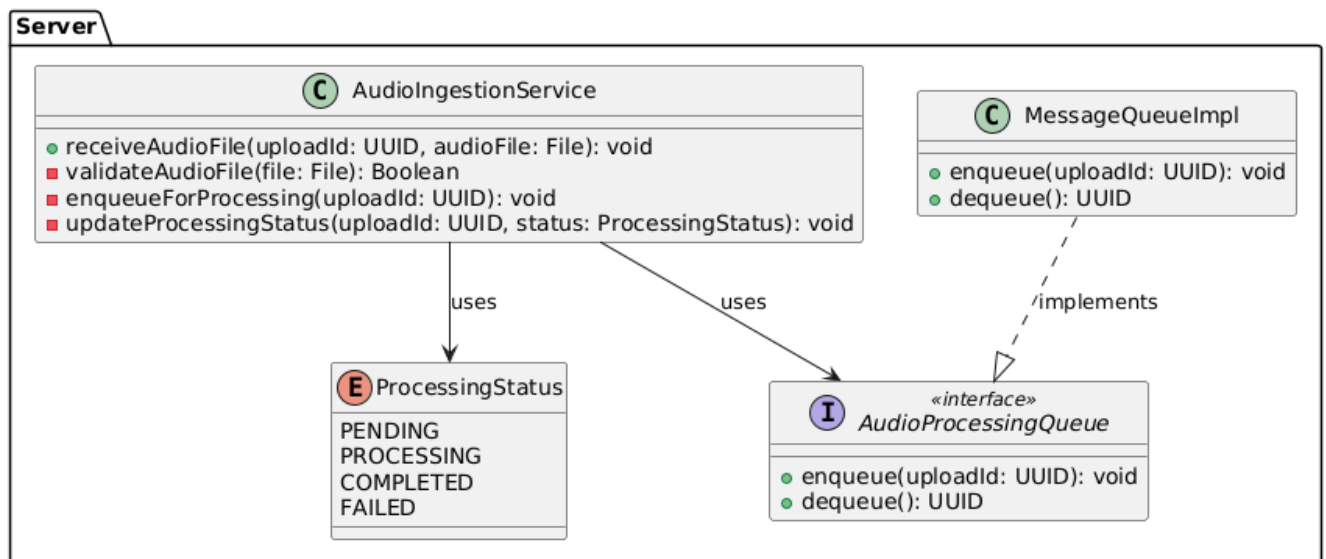 Server
C AudioIngestionService
receiveAudioFile(uploadId: UUID, audioFile: File): void
validateAudioFile(file: File): Boolean
enqueueForProcessing(uploadId: UUID): void
updateProcessingStatus(uploadId: UUID, status: ProcessingStatus): void
C MessageQueueImpl
enqueue(uploadId: UUID): void
dequeue(): UUID
uses
uses
implements
E ProcessingStatus
PENDING
PROCESSING
COMPLETED
FAILED
«interface»
I AudioProcessingQueue
enqueue(uploadId: UUID): void
dequeue(): UUID